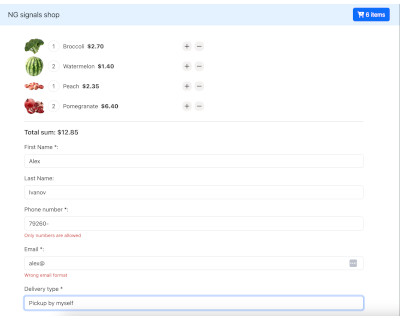 NG signals shop
6 items
1 Broccoli $2.70 + −
2 Watermelon $1.40 + −
1 Peach $2.35 + −
2 Pomegranate $6.40 + −
Total sum: $12.85
First Name *:
Alex
Last Name:
Ivanov
Phone number *:
79260-
Only numbers are allowed
Email *:
alex@
Wrong email format
Delivery type *
Pickup by myself